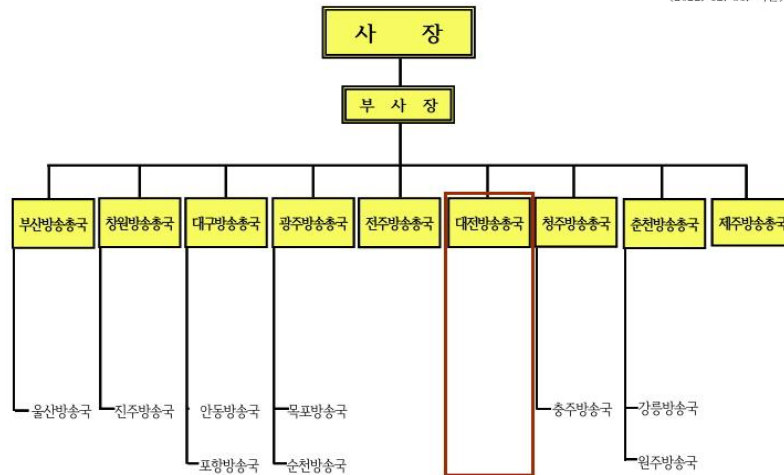 사 장
부 사 장
부산방송총국 창원방송총국 대구방송총국 광주방송총국 전주방송총국 대전방송총국 청주방송총국 춘천방송총국 제주방송총국
울산방송국 진주방송국 안동방송국 목포방송국 충주방송국 강릉방송국
포항방송국 순천방송국 원주방송국